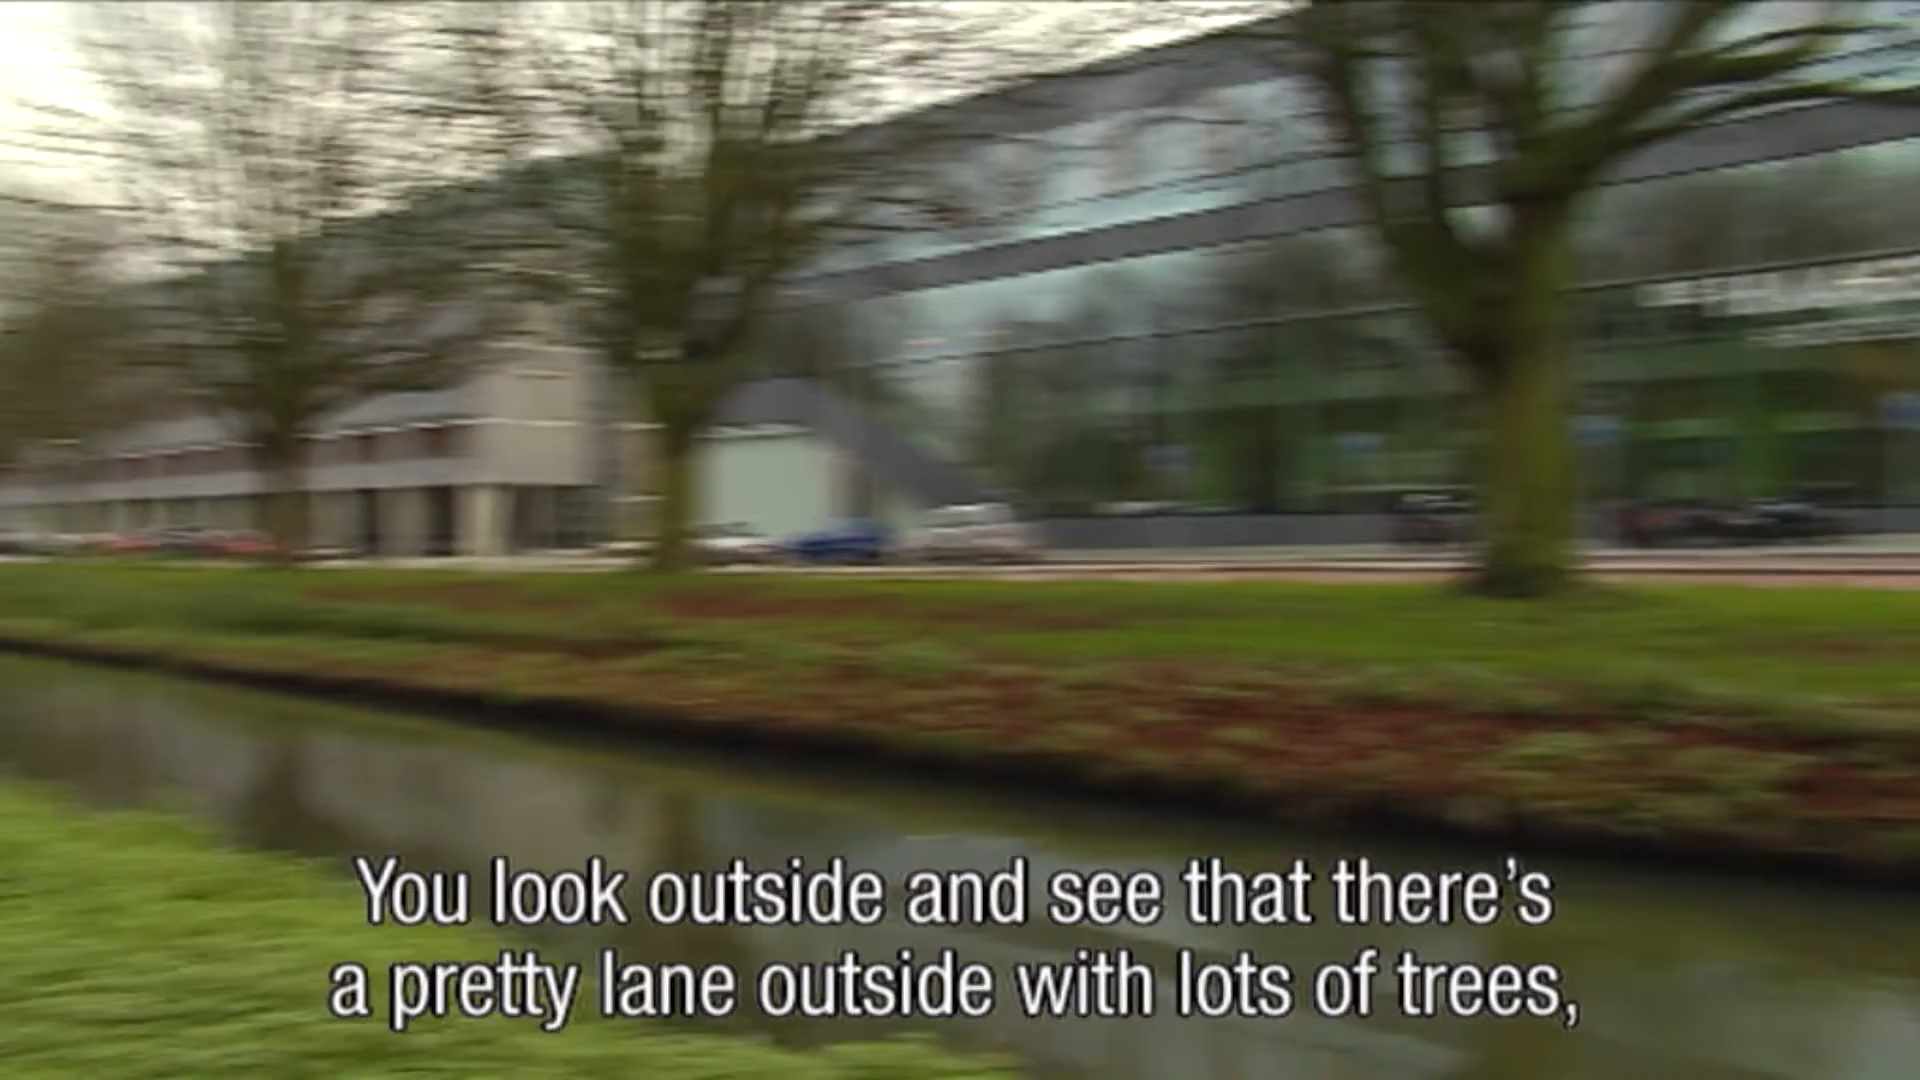 You look outside and see that there’s
a pretty lane outside with lots of trees,